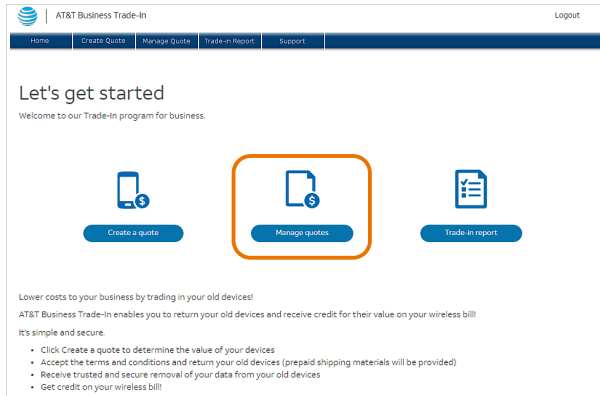 AT&T Business Trade-In
Logout
Home Create Quote Manage Quote Trade-in Report Support
Let's get started
Welcome to our Trade-In program for business.
$ $
Create a quote Manage quotes Trade-in report
Lower costs to your business by trading in your old devices!
AT&T Business Trade-In enables you to return your old devices and receive credit for their value on your wireless bill!
It's simple and secure.
• Click Create a quote to determine the value of your devices
• Accept the terms and conditions and return your old devices (prepaid shipping materials will be provided)
• Receive trusted and secure removal of your data from your old devices
• Get credit on your wireless bill!